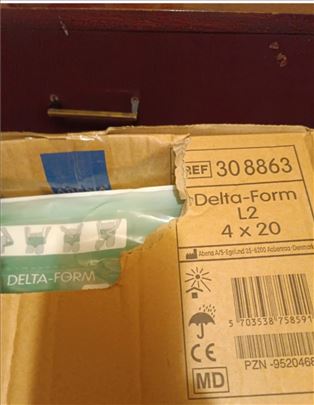 REF 308863
Delta-Form
L2
4 x 20
Abena A/S-Egelund 35-6200 Aabenraa-Denmark
5 703538 758591
PZN -9520468
CE
MD
DELTA-FORM